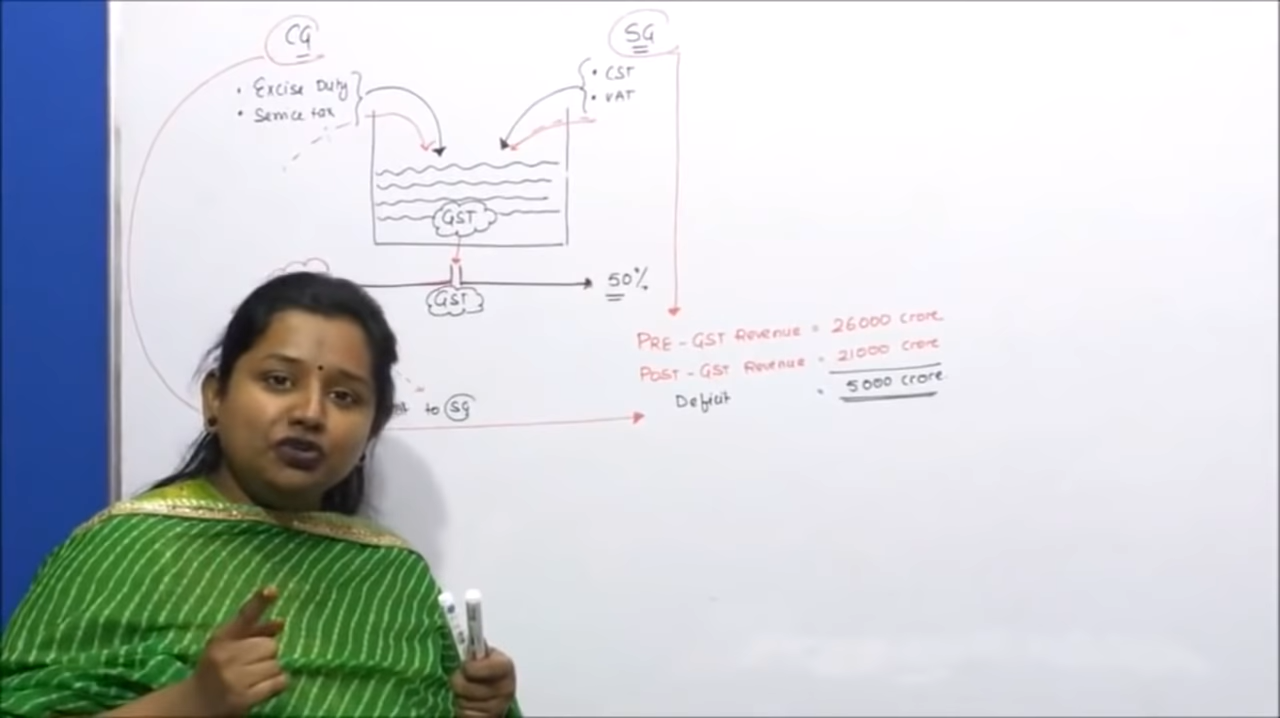 CG
SG
• Excise Duty
• Service tax
• CST
• VAT
GST
50%
GST
PRE - GST Revenue = 26000 crore
POST - GST Revenue = 21000 crore
Deficit = 5000 crore
to SG